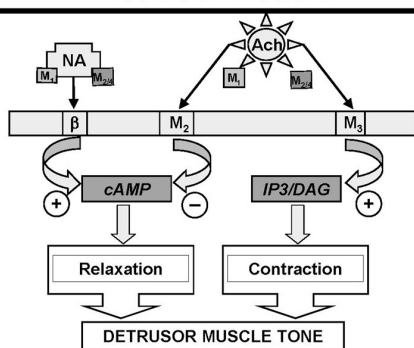 NA
M1
M2/4
Ach
M1
M2/4
β
M2
M3
+
cAMP
−
IP3/DAG
+
Relaxation
Contraction
DETRUSOR MUSCLE TONE